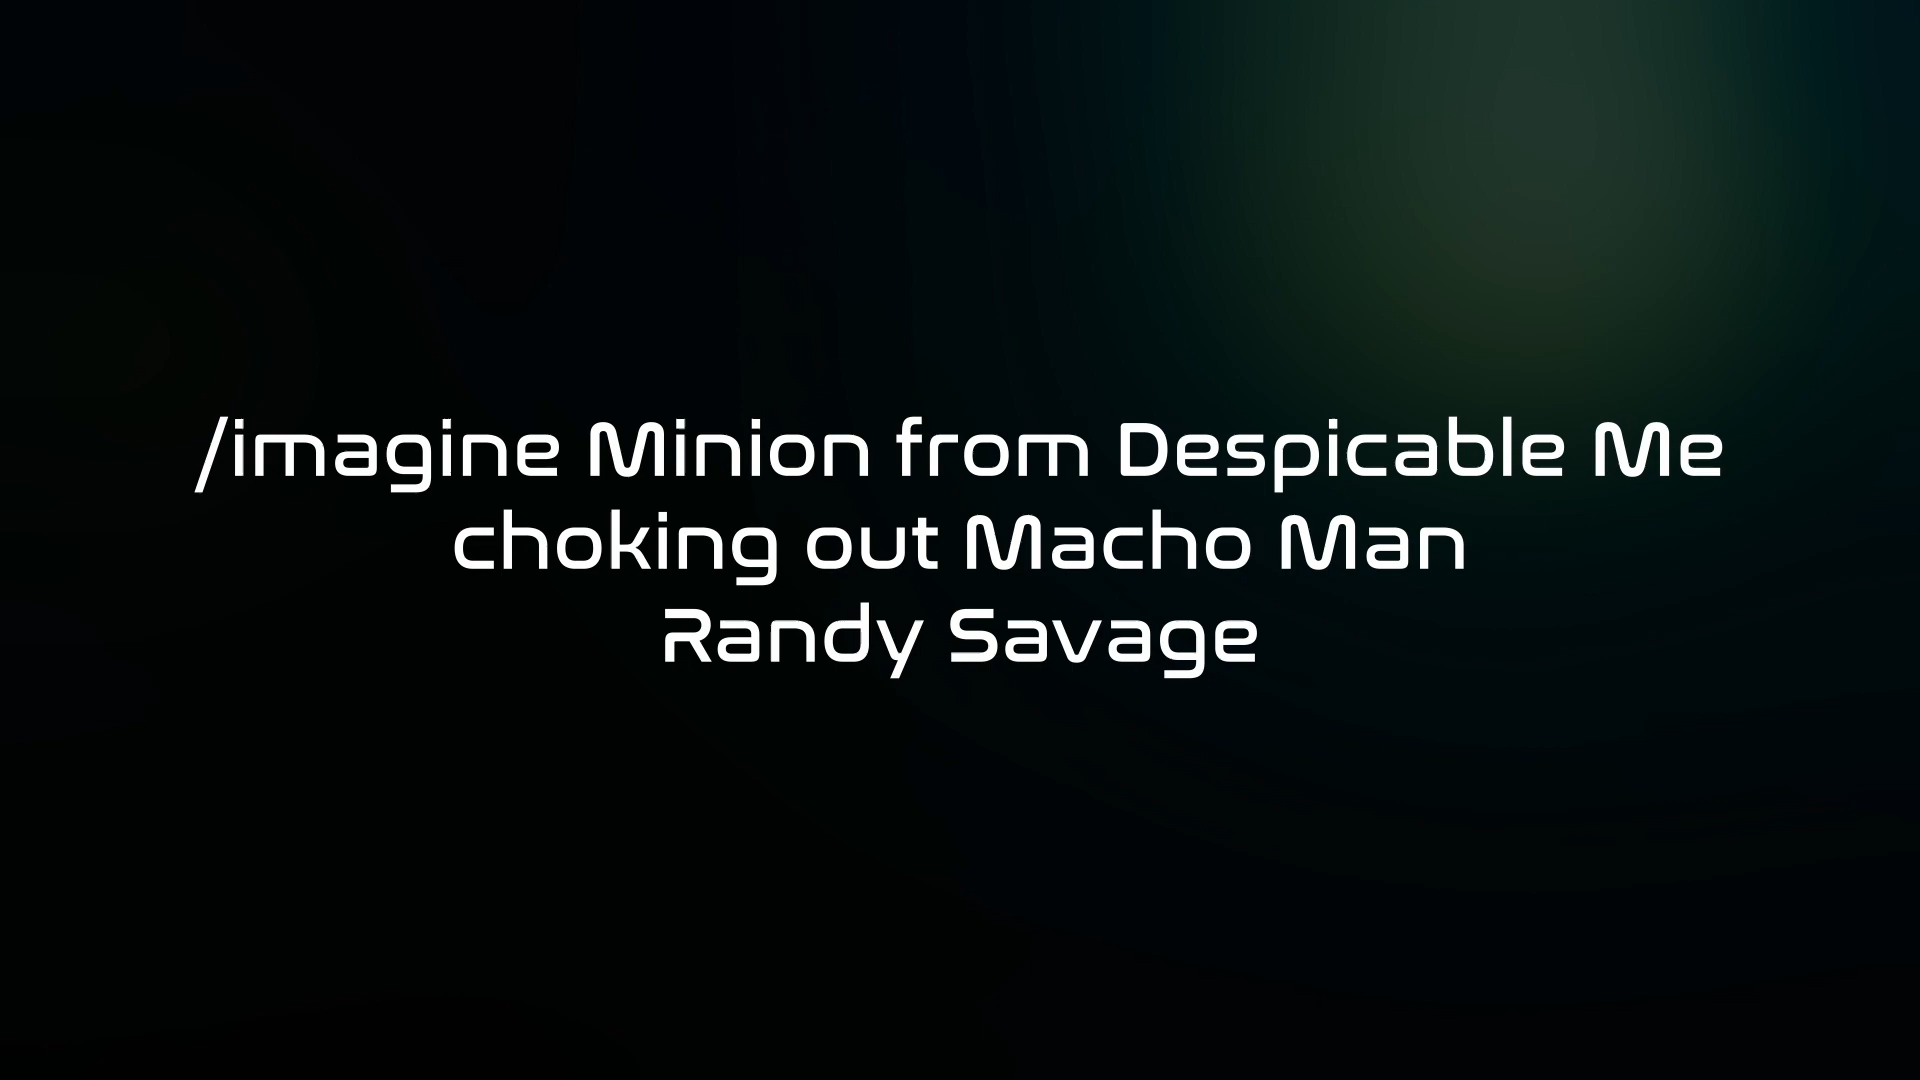 /imagine Minion from Despicable Me
choking out Macho Man
Randy Savage